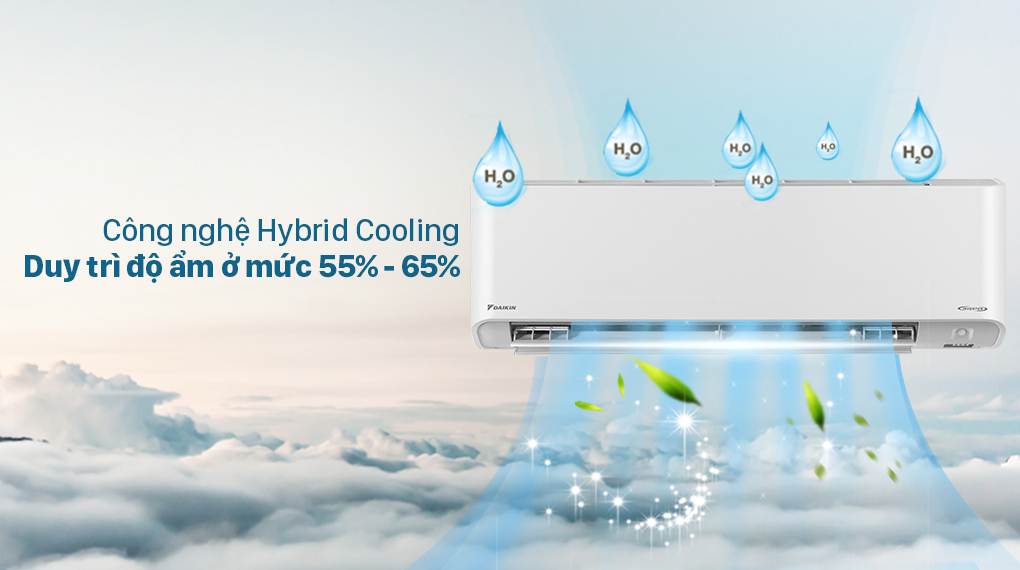 H₂O
H₂O
H₂O
H₂O
H₂O
H₂O
Công nghệ Hybrid Cooling
Duy trì độ ẩm ở mức 55% - 65%
DAIKIN